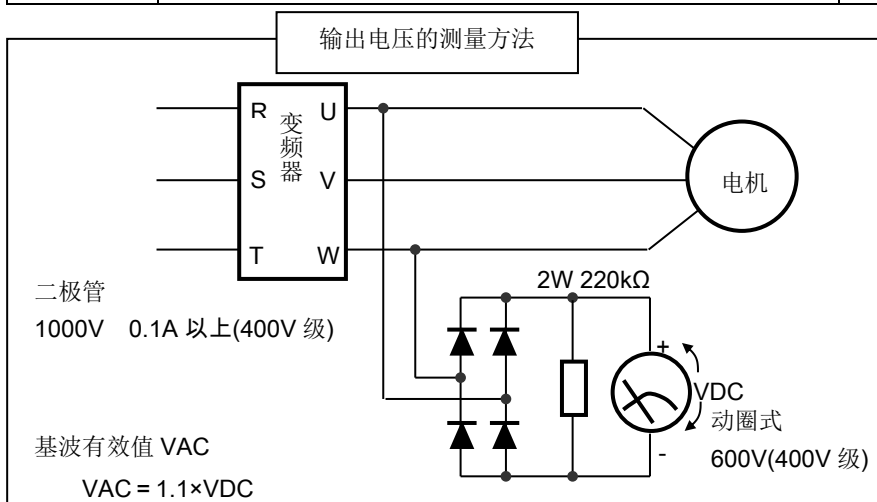 输出电压的测量方法
R 变频器 U
S V
T W
电机
二极管
1000V 0.1A 以上(400V 级)
2W 220kΩ
+
VDC
动圈式
-
600V(400V 级)
基波有效值 VAC
VAC = 1.1×VDC